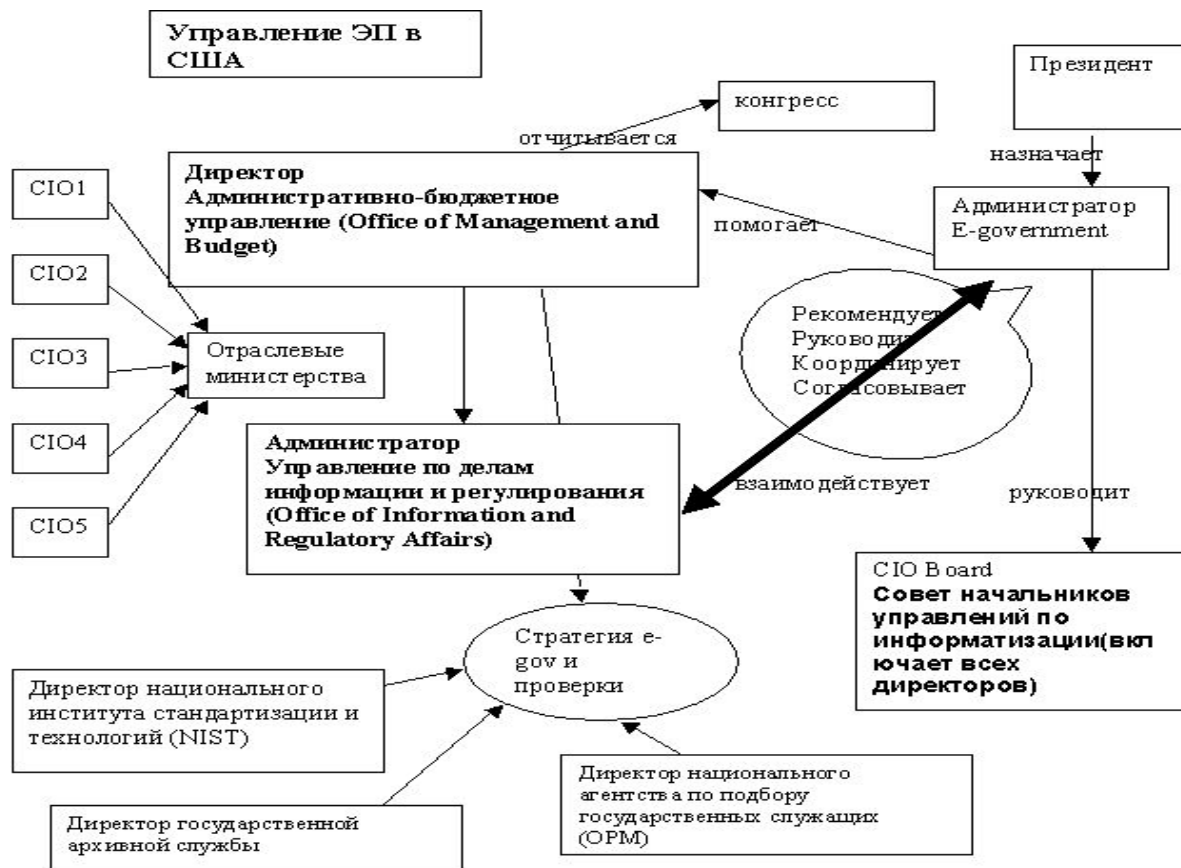 Управление ЭП в
США
Президент
конгресс
отчитывается
назначает
Директор
Административно-бюджетное
управление (Office of Management and
Budget)
помогает
Администратор
E-government
CIO1
CIO2
CIO3
CIO4
CIO5
Отраслевые
министерства
Рекомендует
Руководит
Координирует
Согласовывает
Администратор
Управление по делам
информации и регулирования
(Office of Information and
Regulatory Affairs)
взаимодействует
руководит
CIO Board
Совет начальников
управлений по
информатизации(вкл
ючает всех
директоров)
Стратегия e-
gov и
проверки
Директор национального
института стандартизации и
технологий (NIST)
Директор государственной
архивной службы
Директор национального
агентства по подбору
государственных служащих
(OPM)